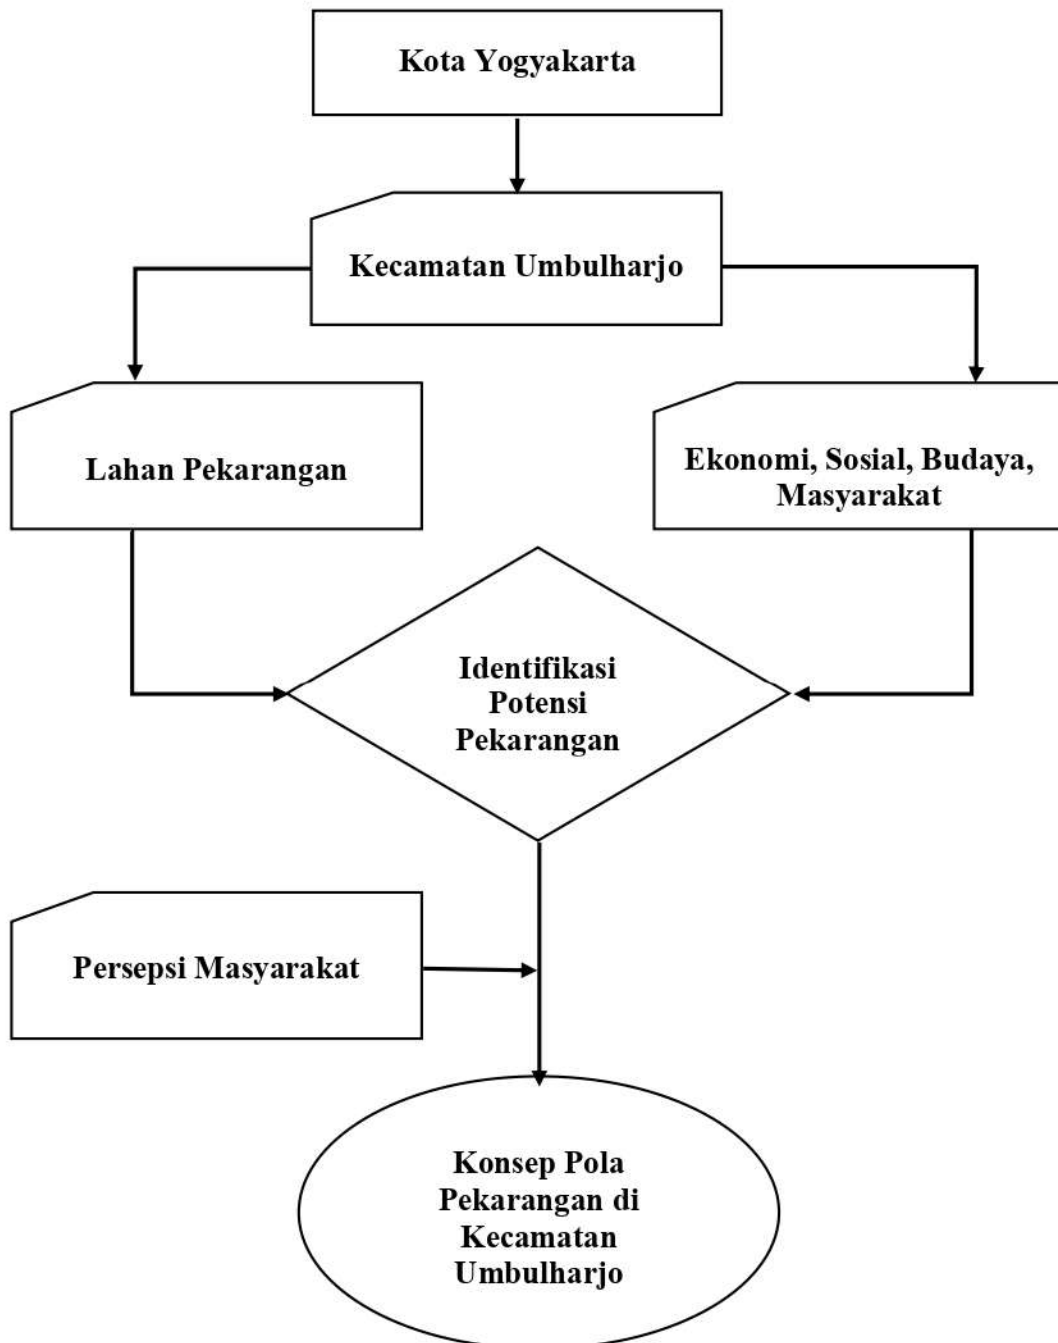 Kota Yogyakarta
Kecamatan Umbulharjo
Lahan Pekarangan
Ekonomi, Sosial, Budaya,
Masyarakat
Identifikasi
Potensi
Pekarangan
Persepsi Masyarakat
Konsep Pola
Pekarangan di
Kecamatan
Umbulharjo